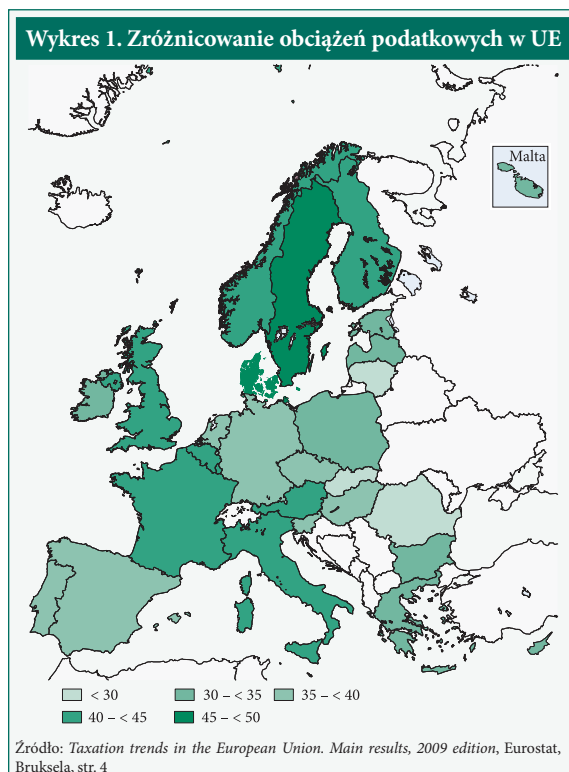 Wykres 1. Zróżnicowanie obciążeń podatkowych w UE
Malta
< 30
30 – < 35
35 – < 40
40 – < 45
45 – < 50
Źródło: Taxation trends in the European Union. Main results, 2009 edition, Eurostat,
Bruksela, str. 4